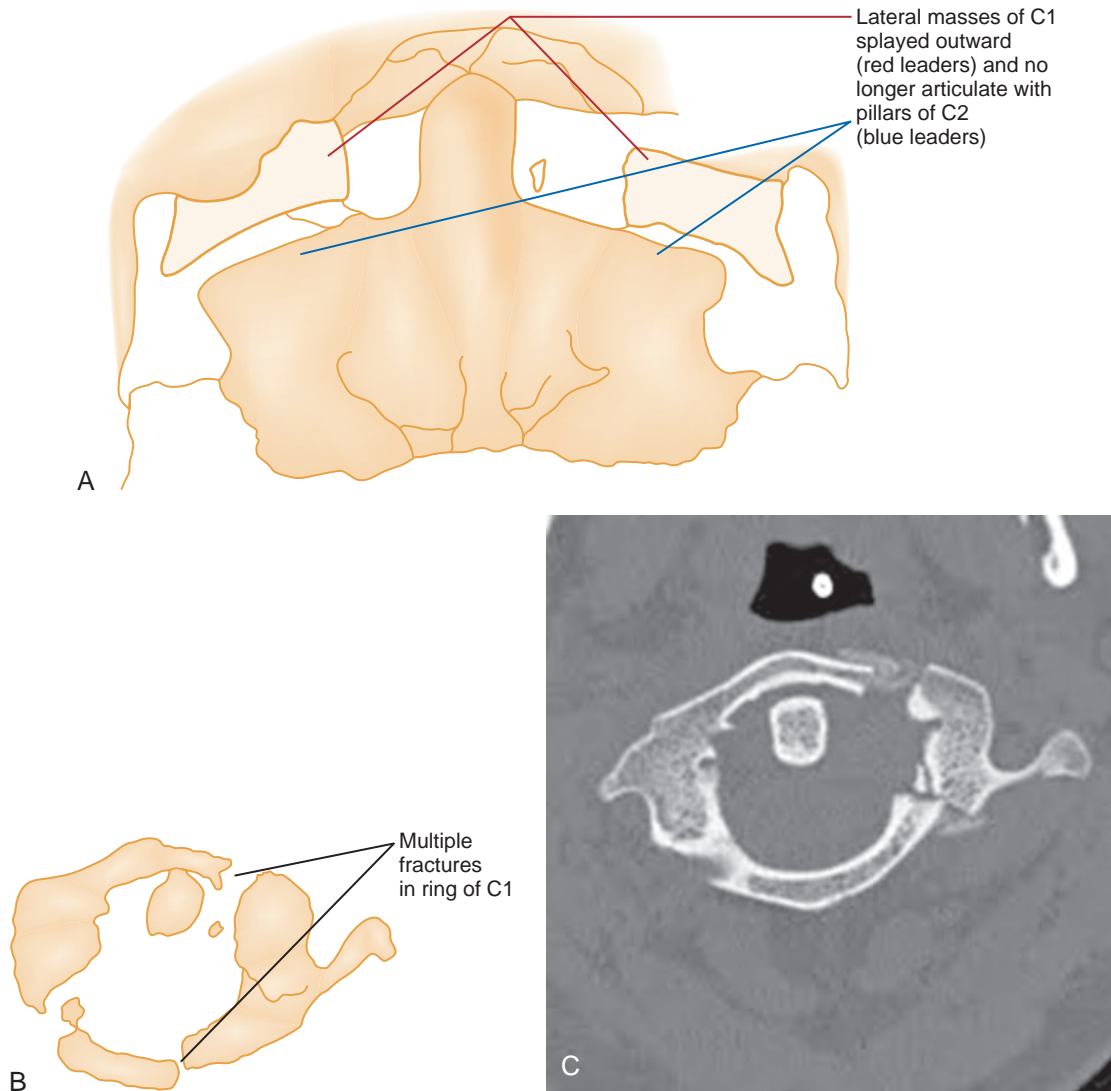 Lateral masses of C1
splayed outward
(red leaders) and no
longer articulate with
pillars of C2
(blue leaders)
A
Multiple
fractures
in ring of C1
B
C